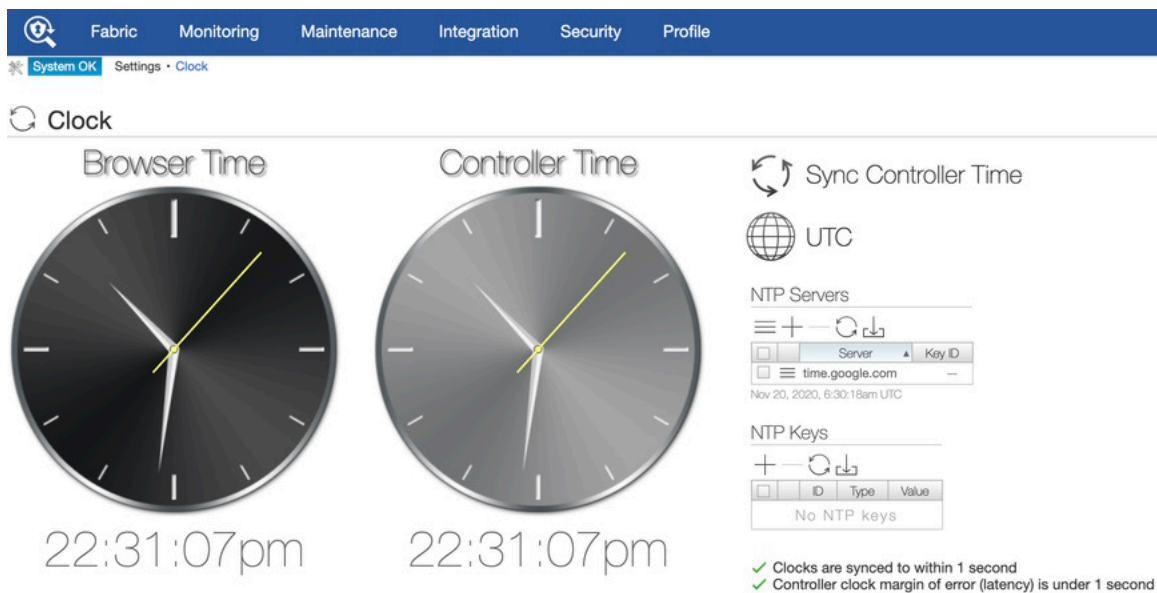 Fabric Monitoring Maintenance Integration Security Profile
System OK Settings • Clock
Clock
Browser Time
22:31:07pm
Controller Time
22:31:07pm
Sync Controller Time
UTC
NTP Servers
Server ▲ Key ID
time.google.com —
Nov 20, 2020, 6:30:18am UTC
NTP Keys
ID Type Value
No NTP keys
Clocks are synced to within 1 second
Controller clock margin of error (latency) is under 1 second